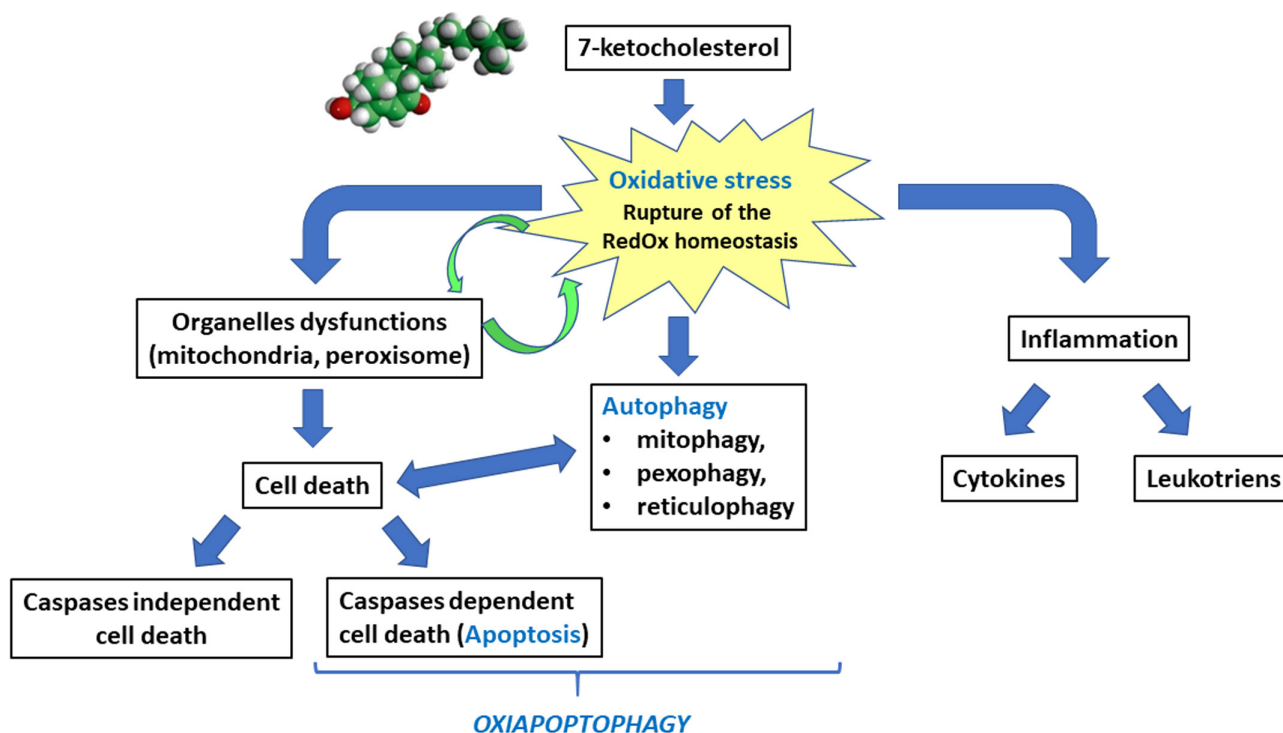 7-ketocholesterol
Oxidative stress
Rupture of the
RedOx homeostasis
Organelles dysfunctions
(mitochondria, peroxisome)
Inflammation
Autophagy
• mitophagy,
• pexophagy,
• reticulophagy
Cell death
Cytokines
Leukotriens
Caspases independent
cell death
Caspases dependent
cell death (Apoptosis)
OXIAPOPTOPHAGY